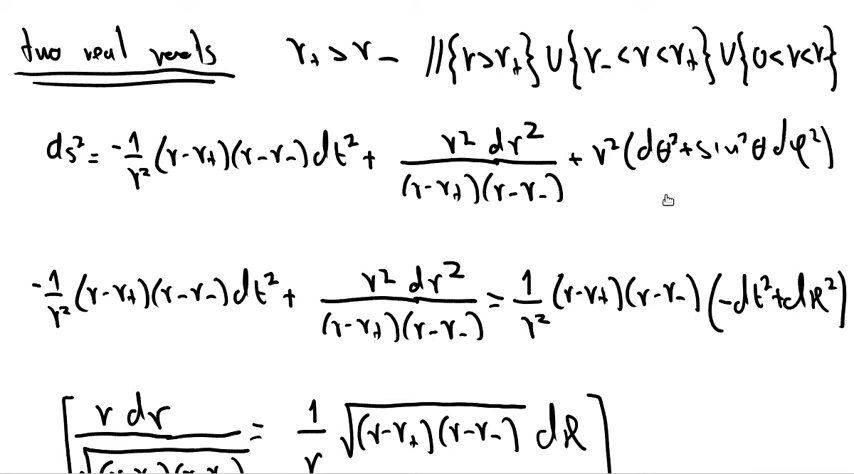 two real r₊ > r₋ // {r>r₊} ∪ {r₋<r<r₊} ∪ {0<r<r₋}
ds² = -1/r² (r-r₊)(r-r₋)dt² + r² dr² / (r-r₊)(r-r₋) + r² (dθ² + sin²θ dφ²)
-1/r² (r-r₊)(r-r₋)dt² + r² dr² / (r-r₊)(r-r₋) = 1/r² (r-r₊)(r-r₋) (-dt² + dR²)
[ r dr / √(r-r₊)(r-r₋) = 1/r √(r-r₊)(r-r₋) dR ]